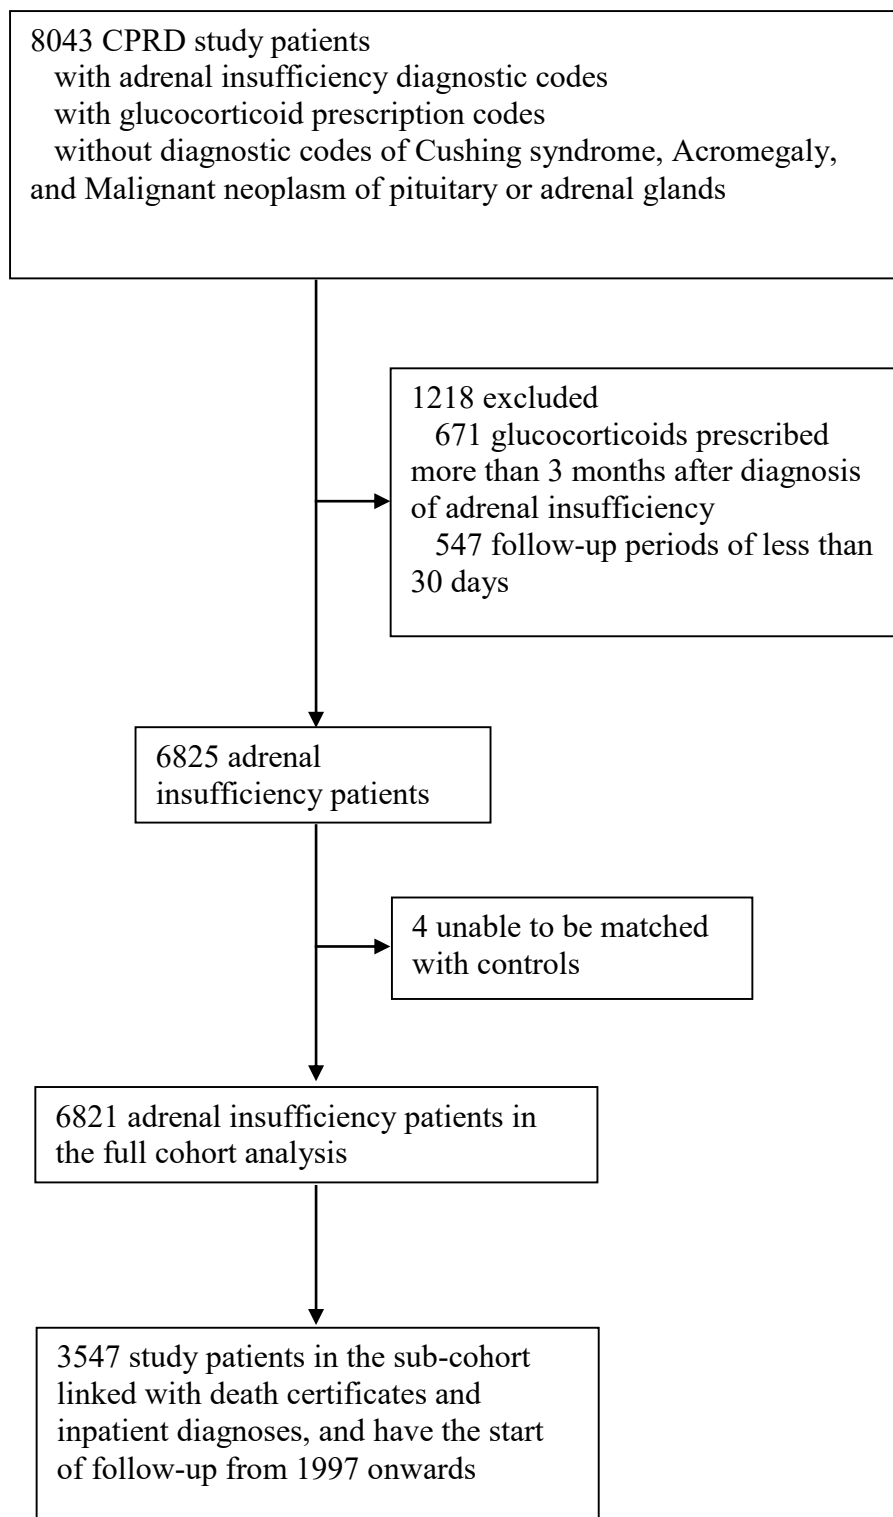 8043 CPRD study patients
with adrenal insufficiency diagnostic codes
with glucocorticoid prescription codes
without diagnostic codes of Cushing syndrome, Acromegaly,
and Malignant neoplasm of pituitary or adrenal glands
1218 excluded
671 glucocorticoids prescribed
more than 3 months after diagnosis
of adrenal insufficiency
547 follow-up periods of less than
30 days
6825 adrenal
insufficiency patients
4 unable to be matched
with controls
6821 adrenal insufficiency patients in
the full cohort analysis
3547 study patients in the sub-cohort
linked with death certificates and
inpatient diagnoses, and have the start
of follow-up from 1997 onwards